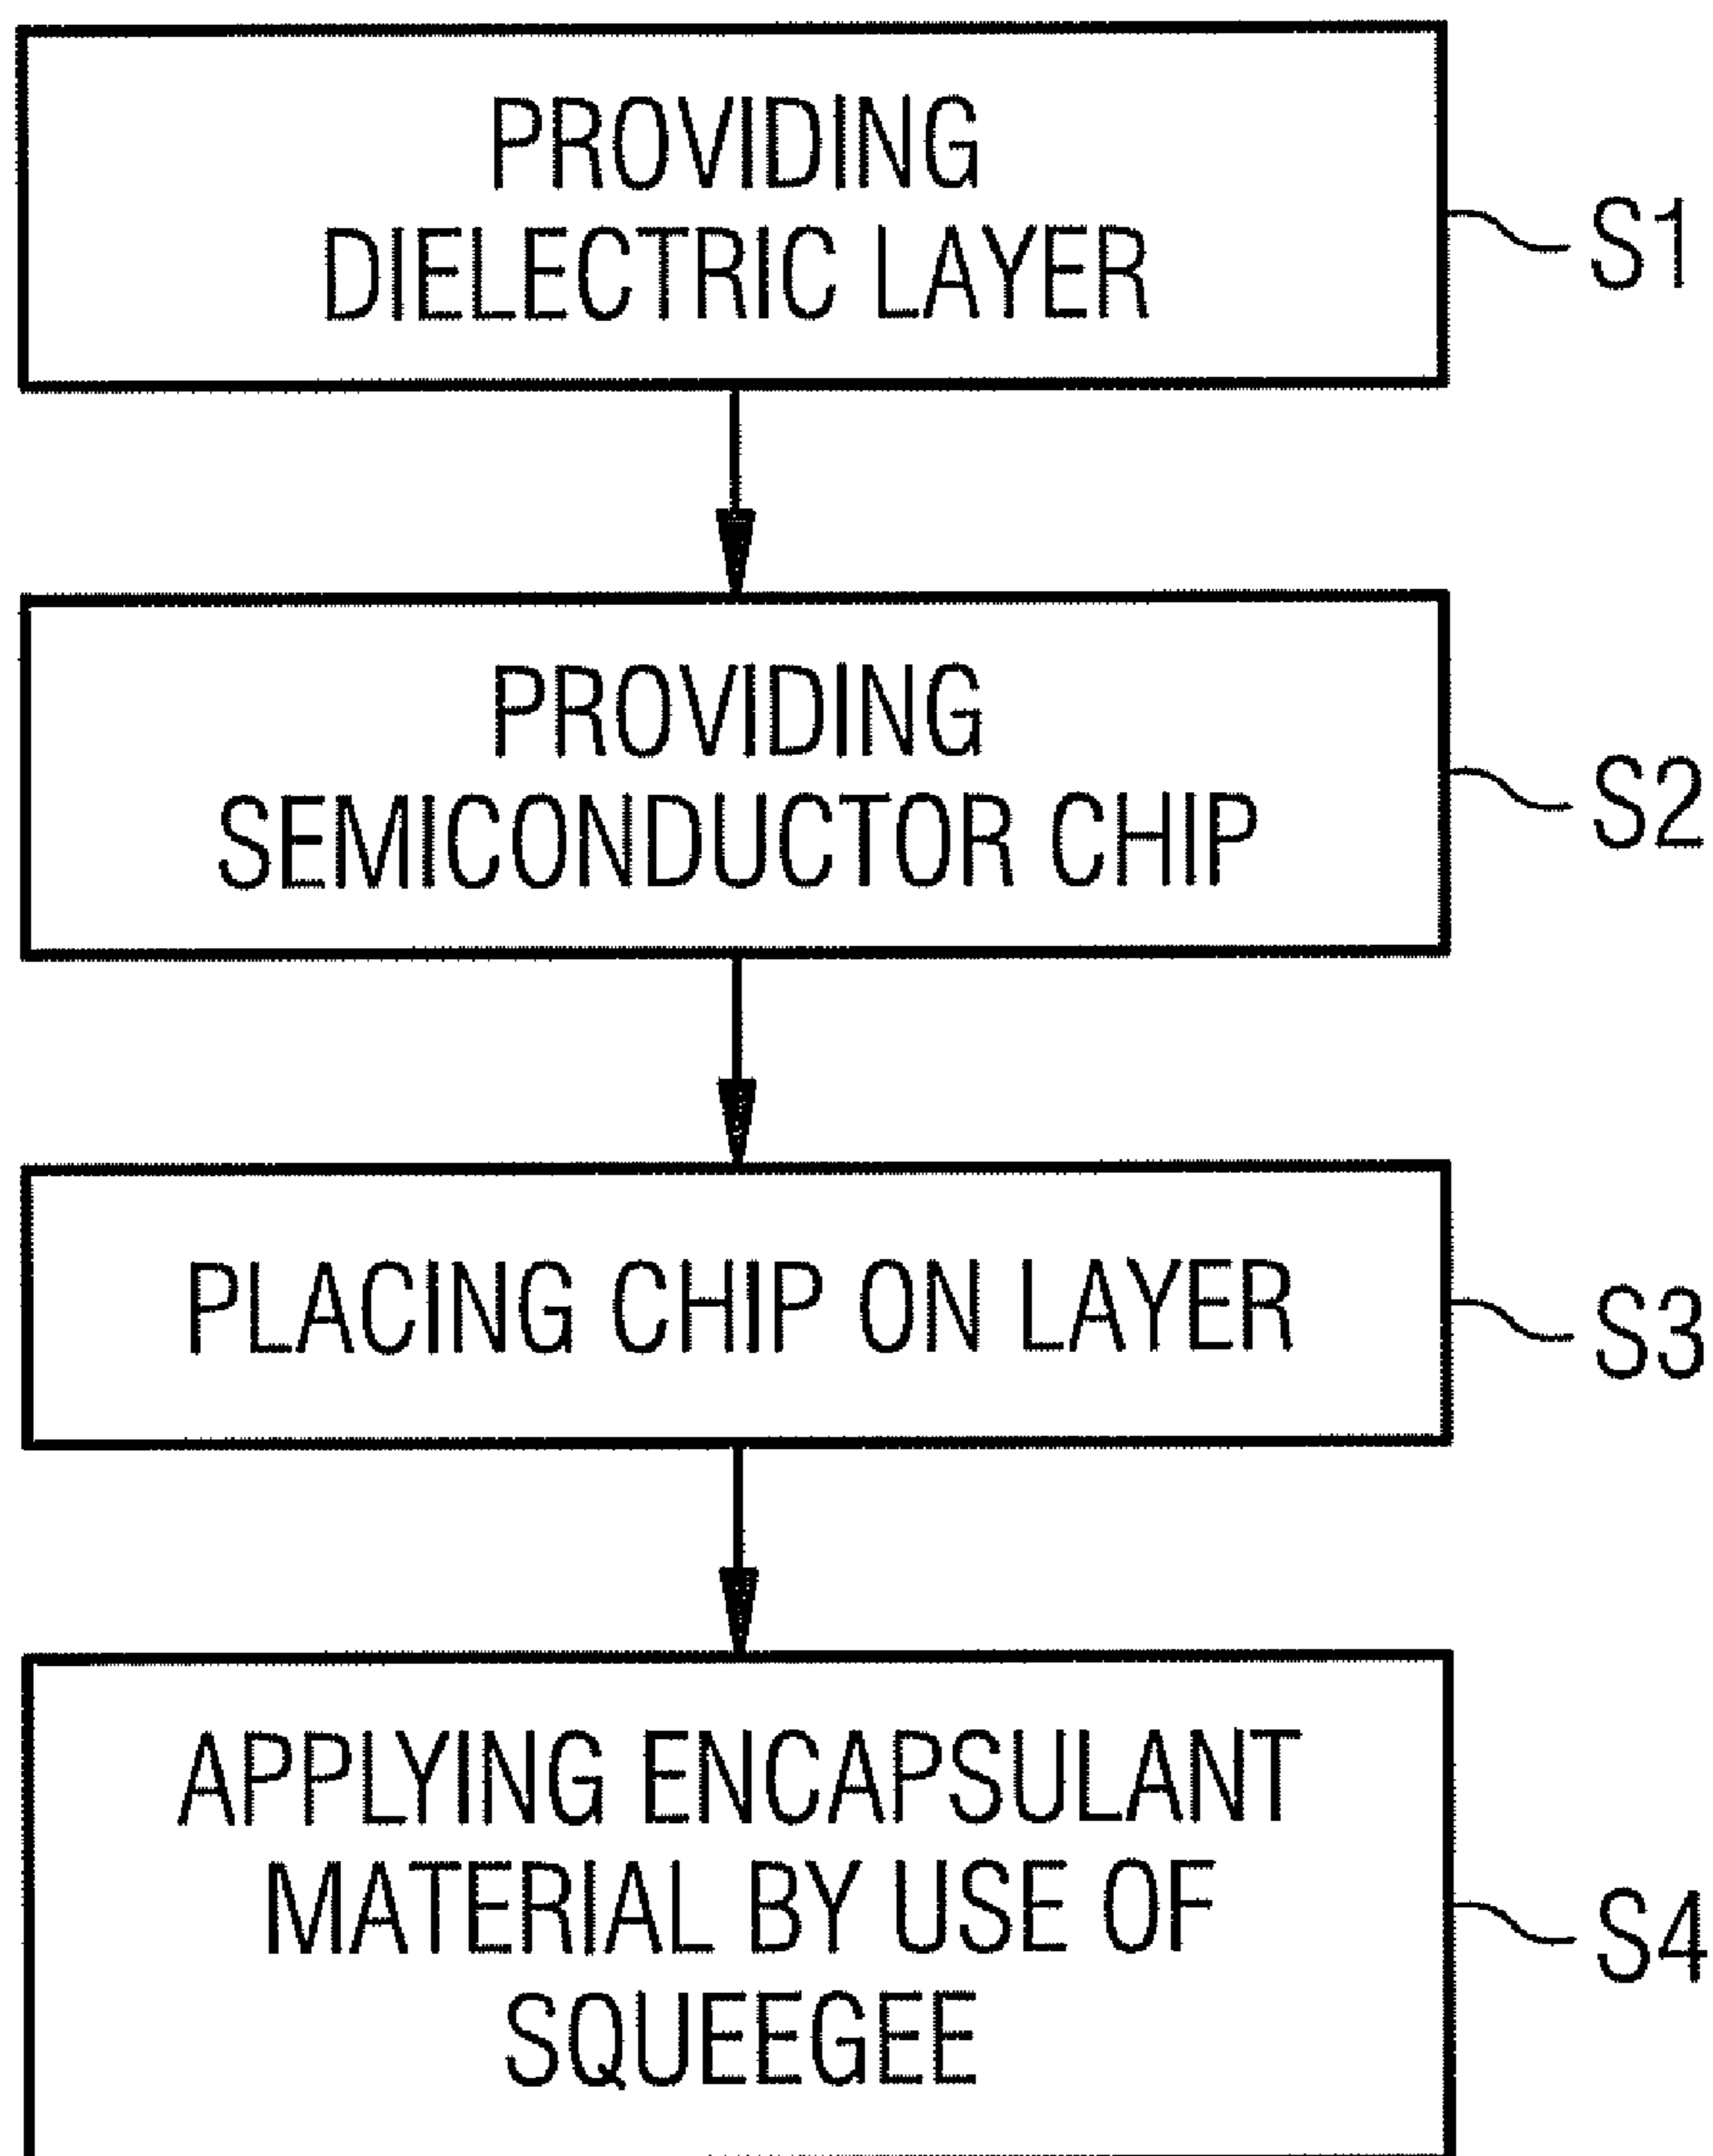 PROVIDING
DIELECTRIC LAYER
S1
PROVIDING
SEMICONDUCTOR CHIP
S2
PLACING CHIP ON LAYER
S3
APPLYING ENCAPSULANT
MATERIAL BY USE OF
SQUEEGEE
S4